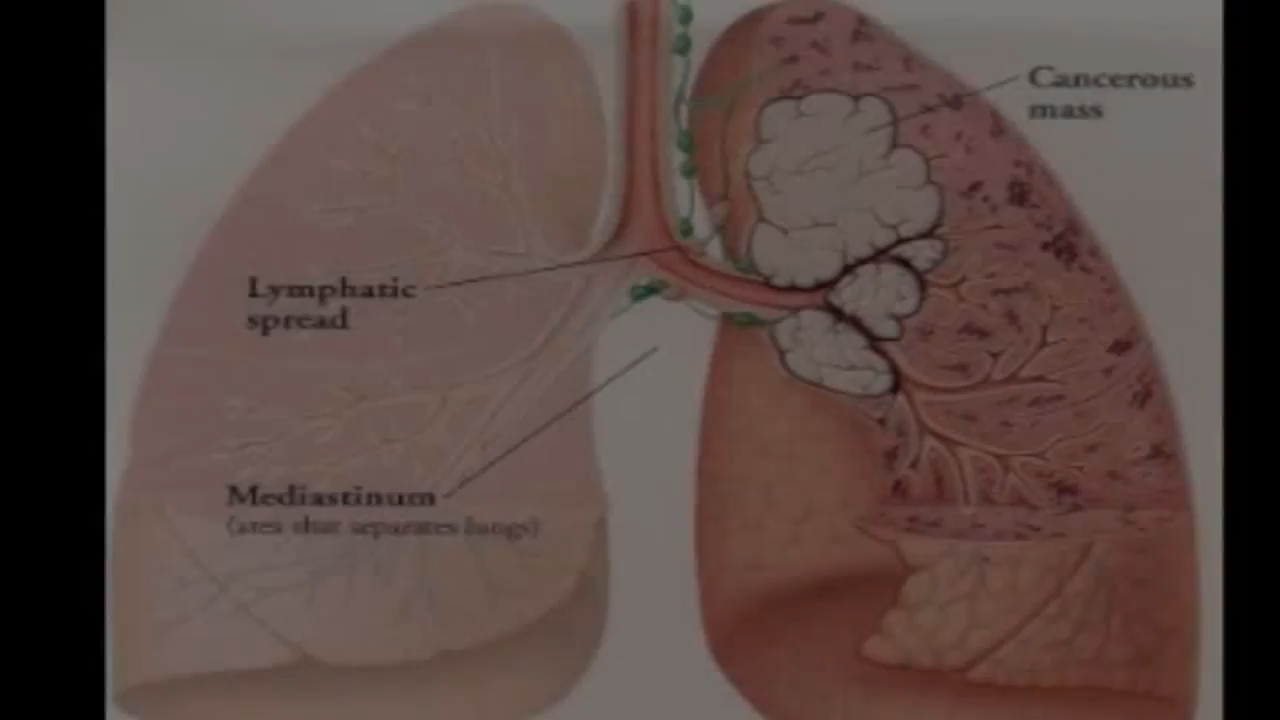 Cancerous
mass
Lymphatic
spread
Mediastinum
(area that separates lungs)